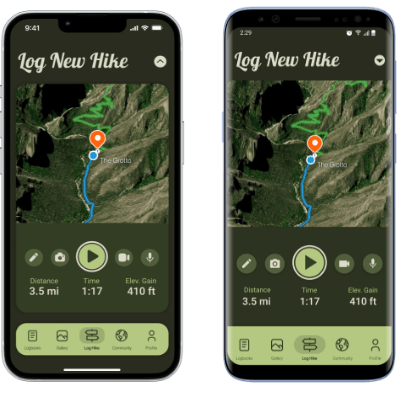 9:41
Log New Hike
The Grotto
Distance Time Elev. Gain
3.5 mi 1:17 410 ft
Logbooks Gallery Log Hike Community Profile
2:29
Log New Hike
The Grotto
Distance Time Elev. Gain
3.5 mi 1:17 410 ft
Logbooks Gallery Log Hike Community Profile